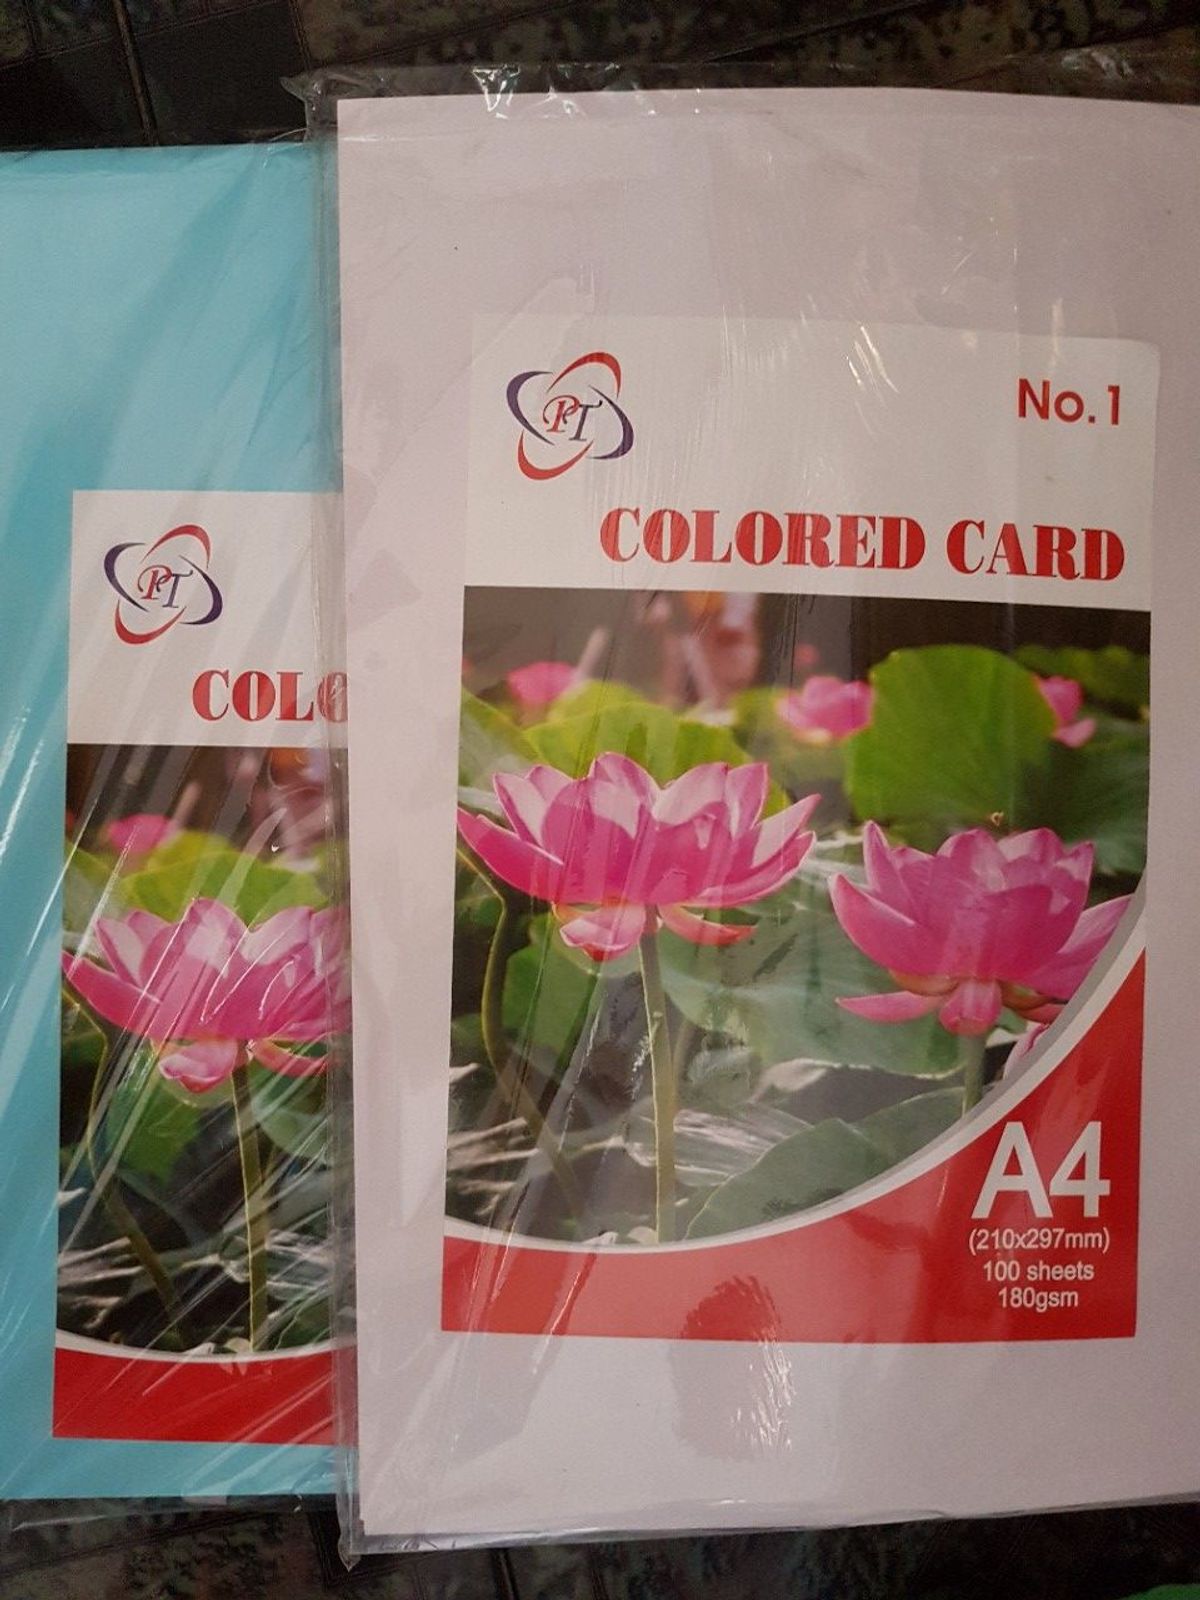 PT
No.1
COLORED CARD
A4
(210x297mm)
100 sheets
180gsm
PT
COLO